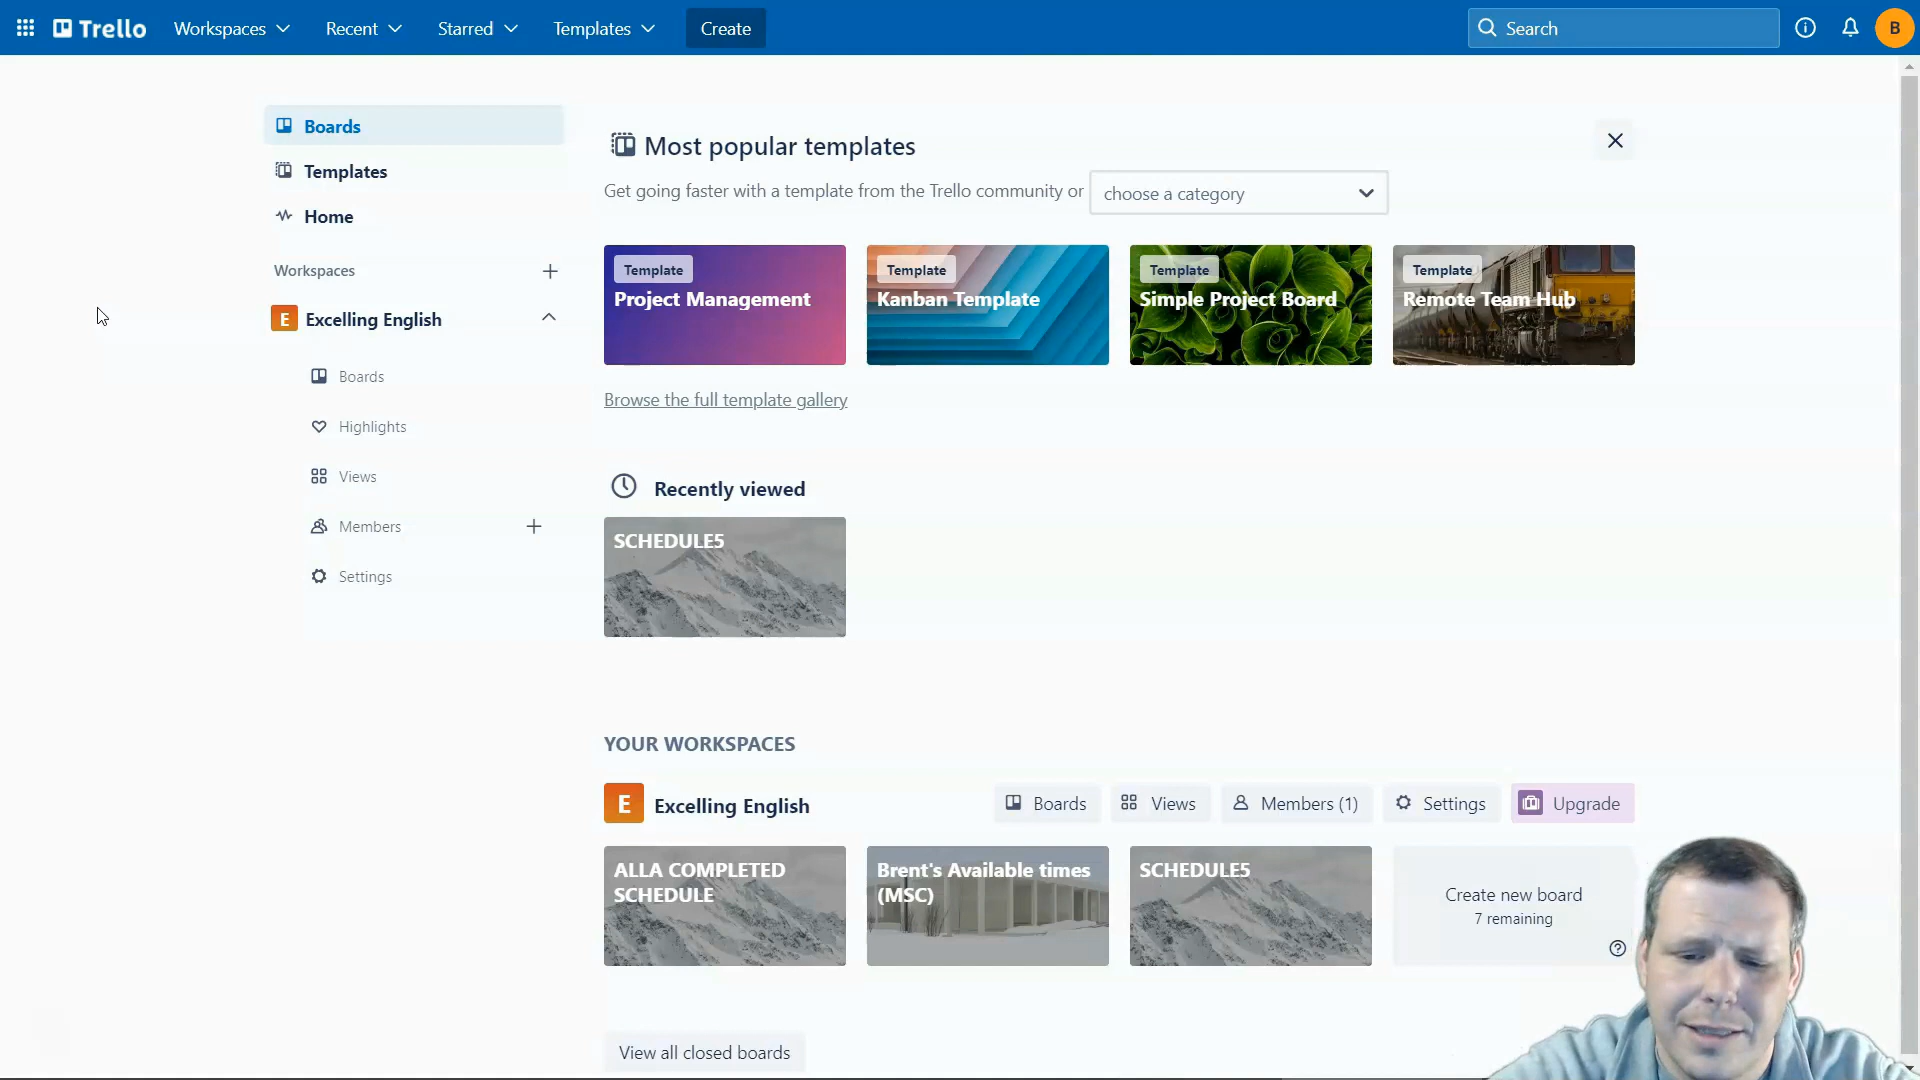 Trello
Workspaces
Recent
Starred
Templates
Create
Search
B
Boards
Templates
Home
Workspaces
E Excelling English
Boards
Highlights
Views
Members
Settings
Most popular templates
Get going faster with a template from the Trello community or
choose a category
Template
Project Management
Template
Kanban Template
Template
Simple Project Board
Template
Remote Team Hub
Browse the full template gallery
Recently viewed
SCHEDULE5
YOUR WORKSPACES
E Excelling English
Boards
Views
Members (1)
Settings
Upgrade
ALLA COMPLETED
SCHEDULE
Brent's Available times
(MSC)
SCHEDULE5
Create new board
7 remaining
View all closed boards